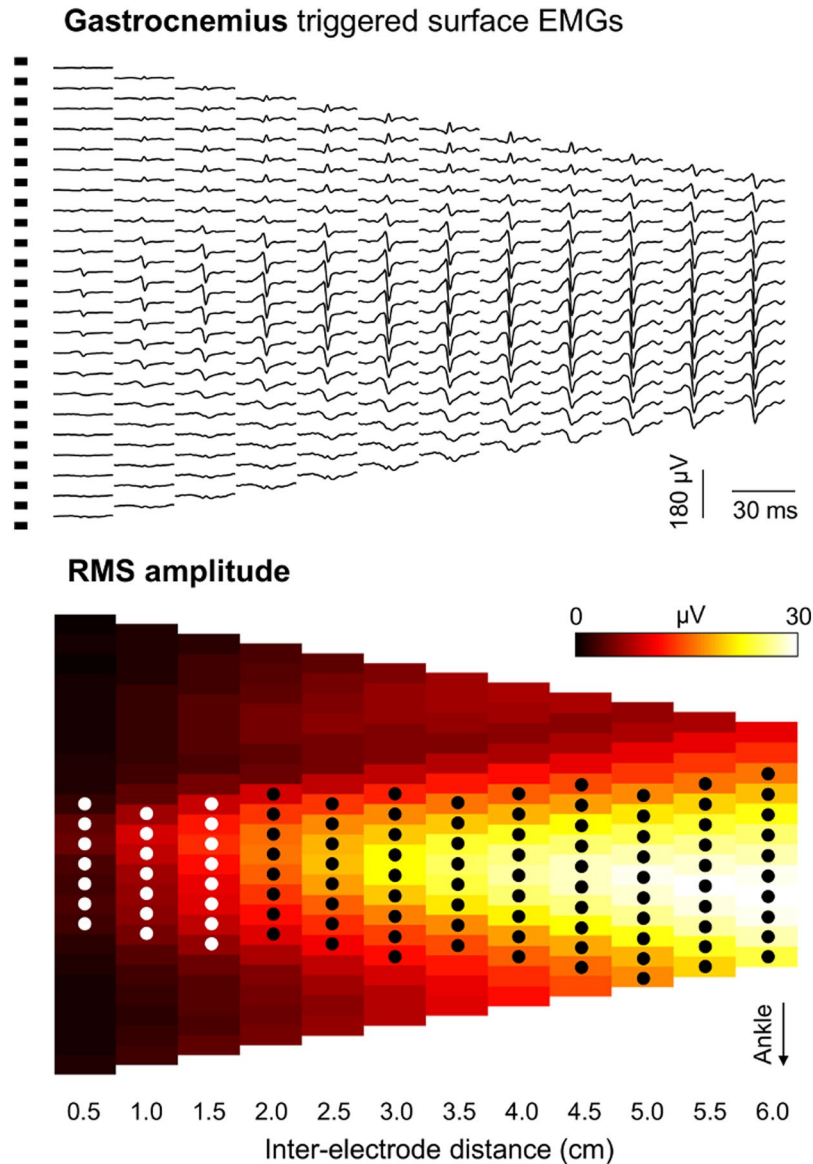 Gastrocnemius triggered surface EMGs
180 µV
30 ms
RMS amplitude
0 µV 30
Ankle
0.5 1.0 1.5 2.0 2.5 3.0 3.5 4.0 4.5 5.0 5.5 6.0
Inter-electrode distance (cm)